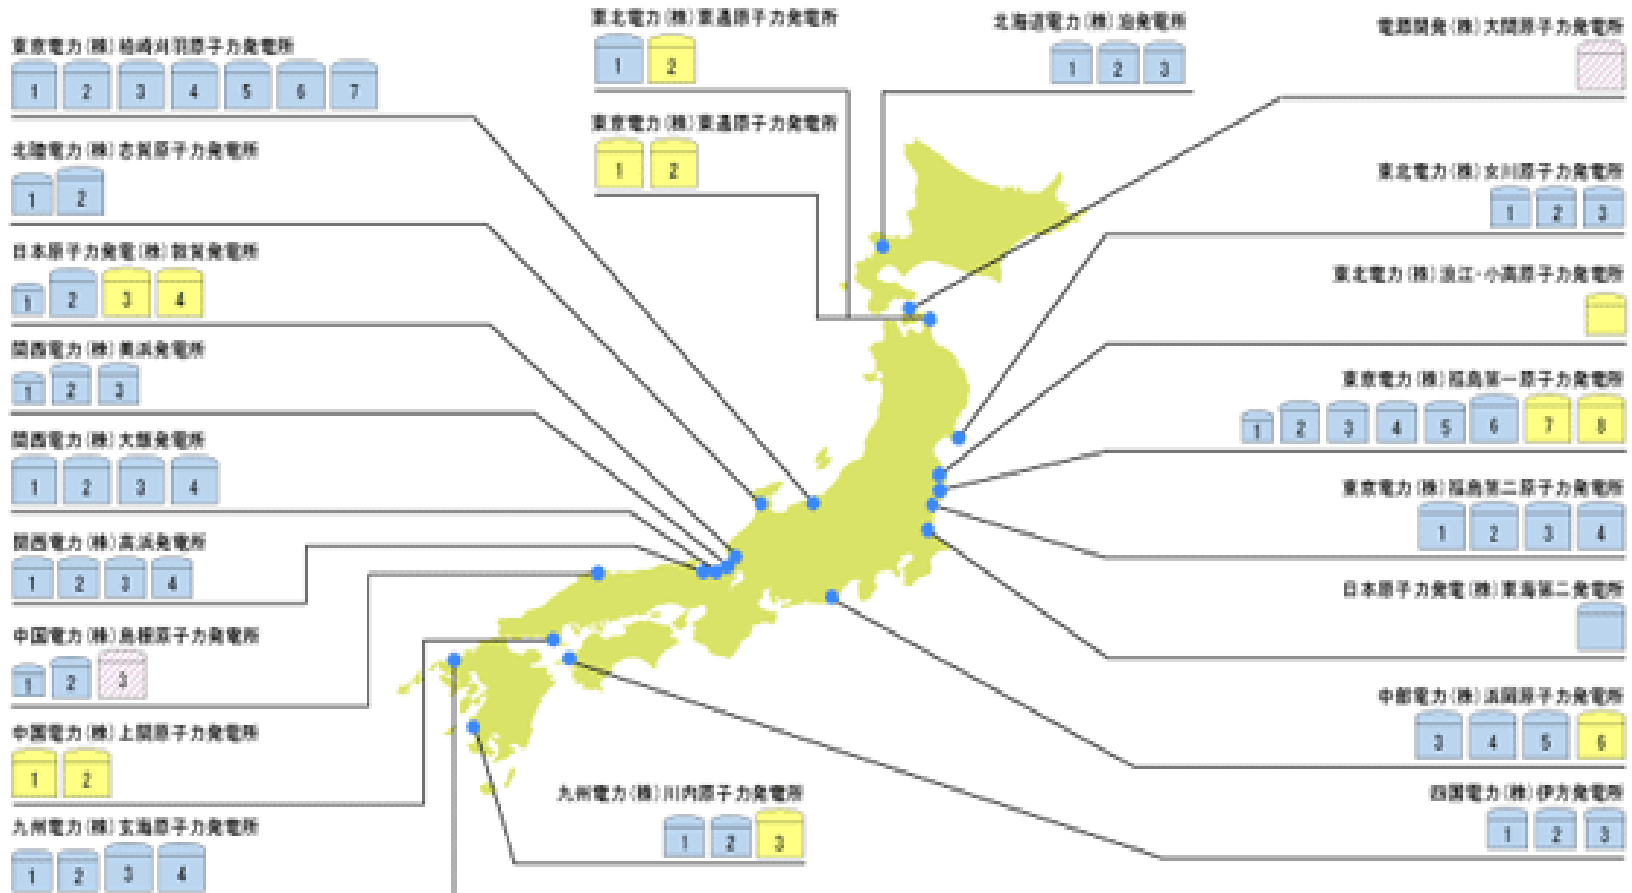 東京電力(株)柏崎刈羽原子力発電所
1 2 3 4 5 6 7
北陸電力(株)志賀原子力発電所
1 2
日本原子力発電(株)敦賀発電所
1 2 3 4
関西電力(株)美浜発電所
1 2 3
関西電力(株)大飯発電所
1 2 3 4
関西電力(株)高浜発電所
1 2 3 4
中国電力(株)島根原子力発電所
1 2 3
中国電力(株)上関原子力発電所
1 2
九州電力(株)玄海原子力発電所
1 2 3 4
東北電力(株)東通原子力発電所
1 2
東京電力(株)東通原子力発電所
1 2
九州電力(株)川内原子力発電所
1 2 3
北海道電力(株)泊発電所
1 2 3
電源開発(株)大間原子力発電所
東北電力(株)女川原子力発電所
1 2 3
東北電力(株)浪江・小高原子力発電所
東京電力(株)福島第一原子力発電所
1 2 3 4 5 6 7 8
東京電力(株)福島第二原子力発電所
1 2 3 4
日本原子力発電(株)東海第二発電所
中部電力(株)浜岡原子力発電所
3 4 5 6
四国電力(株)伊方発電所
1 2 3